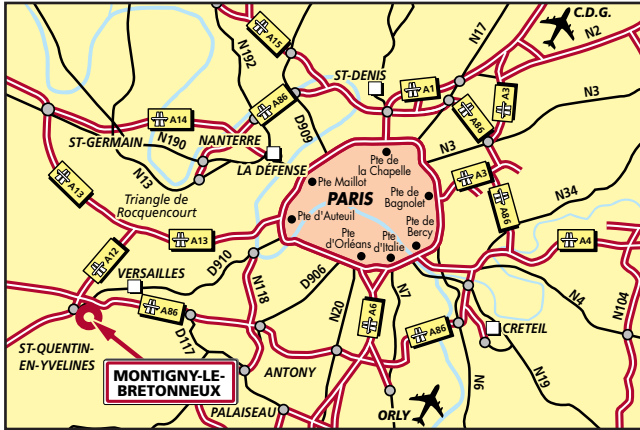 C.D.G.
N17
N2
A15
N192
ST-DENIS
A1
A3
A86
A86
N3
A14
ST-GERMAIN
N190
NANTERRE
D909
N3
N13
LA DÉFENSE
Pte de
la Chapelle
Pte Maillot
PARIS
Pte de
Bagnolet
A3
N34
A86
A13
Triangle de
Rocquencourt
Pte d'Auteuil
Pte
d'Orléans
Pte
d'Italie
Pte de
Bercy
A13
A4
A12
D910
VERSAILLES
N118
D906
N20
N7
A6
A86
A86
D117
CRETEIL
N4
N104
ST-QUENTIN-
EN-YVELINES
MONTIGNY-LE-
BRETONNEUX
ANTONY
N6
N19
PALAISEAU
ORLY